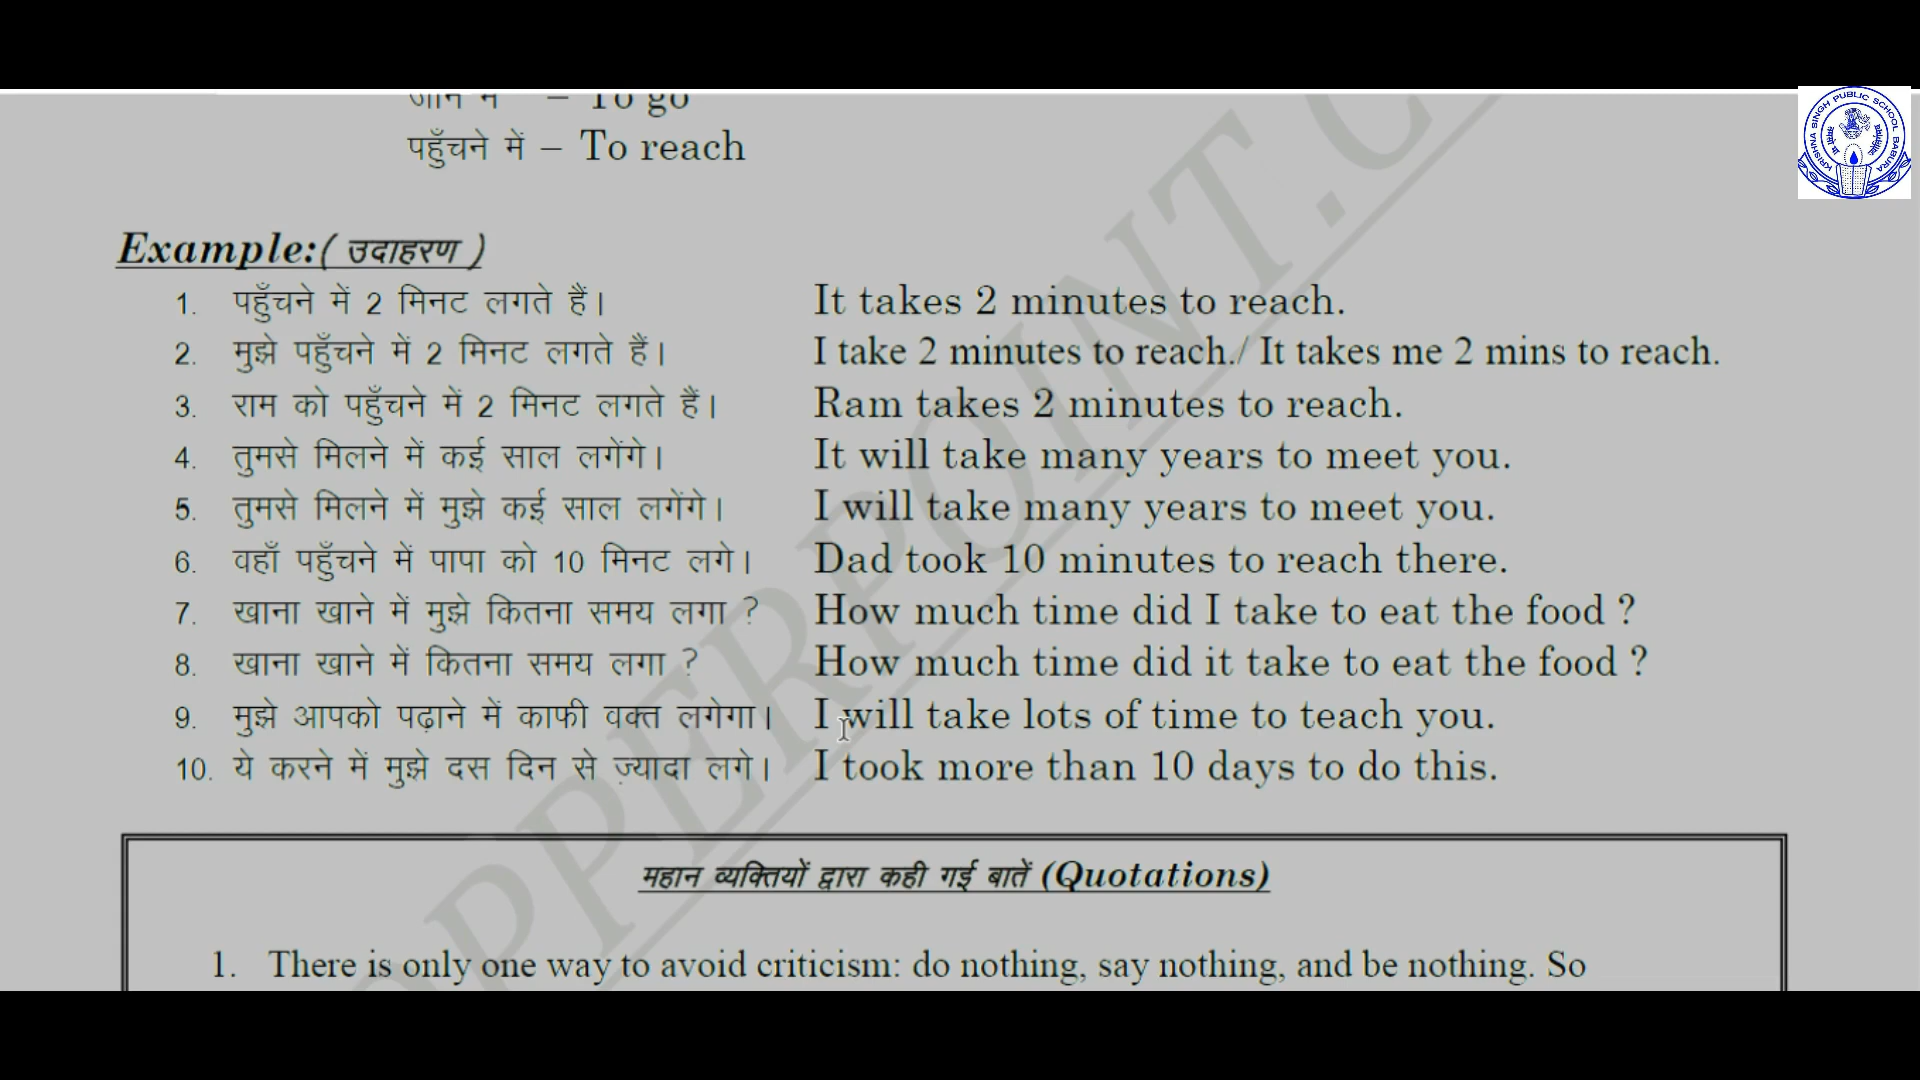 जाने में – To go
पहुँचने में – To reach
KRISHNA SINGH PUBLIC SCHOOL BABURA
Example:( उदाहरण )
1. पहुँचने में 2 मिनट लगते हैं। It takes 2 minutes to reach.
2. मुझे पहुँचने में 2 मिनट लगते हैं। I take 2 minutes to reach./ It takes me 2 mins to reach.
3. राम को पहुँचने में 2 मिनट लगते हैं। Ram takes 2 minutes to reach.
4. तुमसे मिलने में कई साल लगेंगे। It will take many years to meet you.
5. तुमसे मिलने में मुझे कई साल लगेंगे। I will take many years to meet you.
6. वहाँ पहुँचने में पापा को 10 मिनट लगे। Dad took 10 minutes to reach there.
7. खाना खाने में मुझे कितना समय लगा ? How much time did I take to eat the food ?
8. खाना खाने में कितना समय लगा ? How much time did it take to eat the food ?
9. मुझे आपको पढ़ाने में काफी वक्त लगेगा। I will take lots of time to teach you.
10. ये करने में मुझे दस दिन से ज़्यादा लगे। I took more than 10 days to do this.
महान व्यक्तियों द्वारा कही गई बातें (Quotations)
1. There is only one way to avoid criticism: do nothing, say nothing, and be nothing. So
OPPERPOINT.C